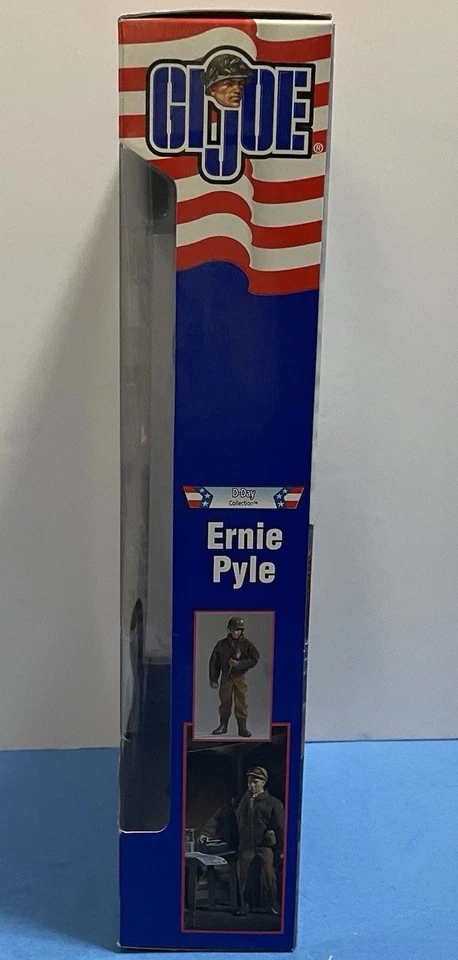 GI JOE®
D-Day
Collection™
Ernie
Pyle